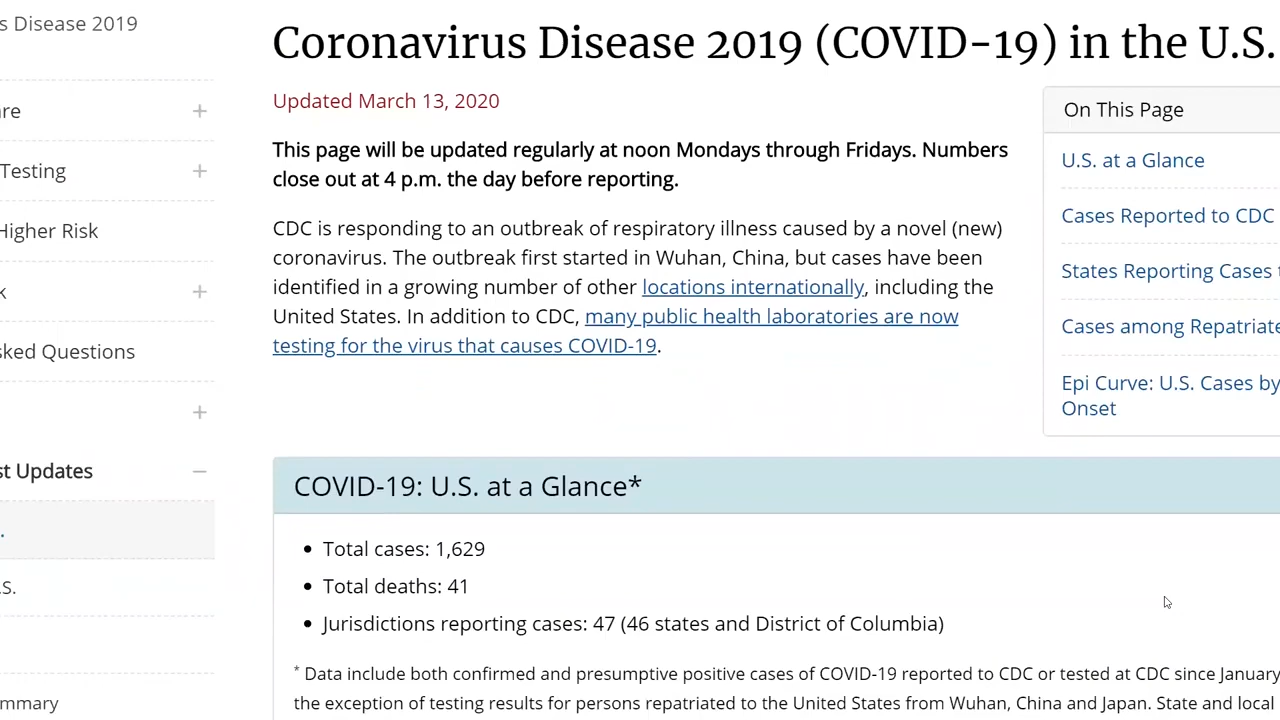 s Disease 2019
re
Testing
Higher Risk
k
sked Questions
st Updates
.
.S.
mmary
Coronavirus Disease 2019 (COVID-19) in the U.S.
Updated March 13, 2020
This page will be updated regularly at noon Mondays through Fridays. Numbers
close out at 4 p.m. the day before reporting.
CDC is responding to an outbreak of respiratory illness caused by a novel (new)
coronavirus. The outbreak first started in Wuhan, China, but cases have been
identified in a growing number of other locations internationally, including the
United States. In addition to CDC, many public health laboratories are now
testing for the virus that causes COVID-19.
On This Page
U.S. at a Glance
Cases Reported to CDC
States Reporting Cases t
Cases among Repatriate
Epi Curve: U.S. Cases by
Onset
COVID-19: U.S. at a Glance*
• Total cases: 1,629
• Total deaths: 41
• Jurisdictions reporting cases: 47 (46 states and District of Columbia)
* Data include both confirmed and presumptive positive cases of COVID-19 reported to CDC or tested at CDC since January
the exception of testing results for persons repatriated to the United States from Wuhan, China and Japan. State and local